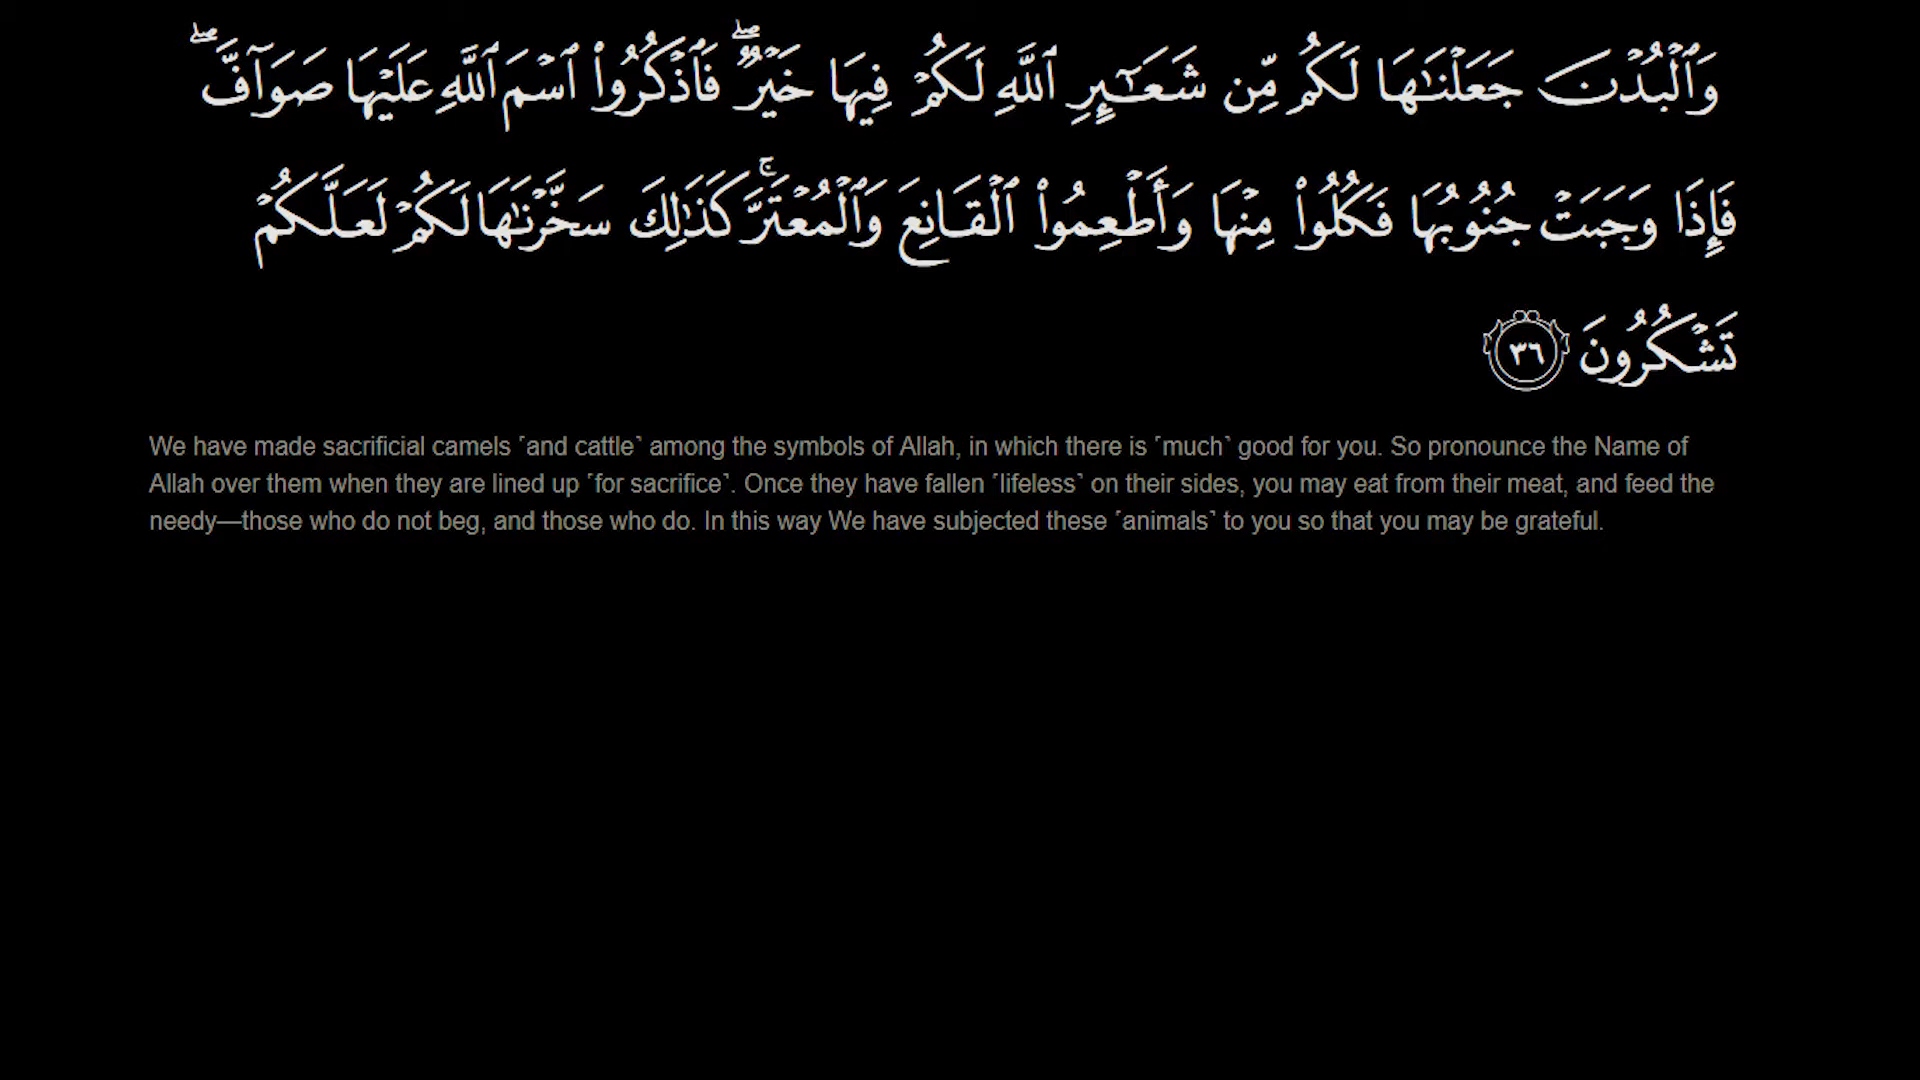 وَٱلۡبُدۡنَ جَعَلۡنَٰهَا لَكُم مِّن شَعَٰٓئِرِ ٱللَّهِ لَكُمۡ فِيهَا خَيۡرٞۖ فَٱذۡكُرُواْ ٱسۡمَ ٱللَّهِ عَلَيۡهَا صَوَآفَّۖ
فَإِذَا وَجَبَتۡ جُنُوبُهَا فَكُلُواْ مِنۡهَا وَأَطۡعِمُواْ ٱلۡقَانِعَ وَٱلۡمُعۡتَرَّۚ كَذَٰلِكَ سَخَّرۡنَٰهَا لَكُمۡ لَعَلَّكُمۡ
تَشۡكُرُونَ ٣٦
We have made sacrificial camels ˹and cattle˺ among the symbols of Allah, in which there is ˹much˺ good for you. So pronounce the Name of
Allah over them when they are lined up ˹for sacrifice˺. Once they have fallen ˹lifeless˺ on their sides, you may eat from their meat, and feed the
needy—those who do not beg, and those who do. In this way We have subjected these ˹animals˺ to you so that you may be grateful.